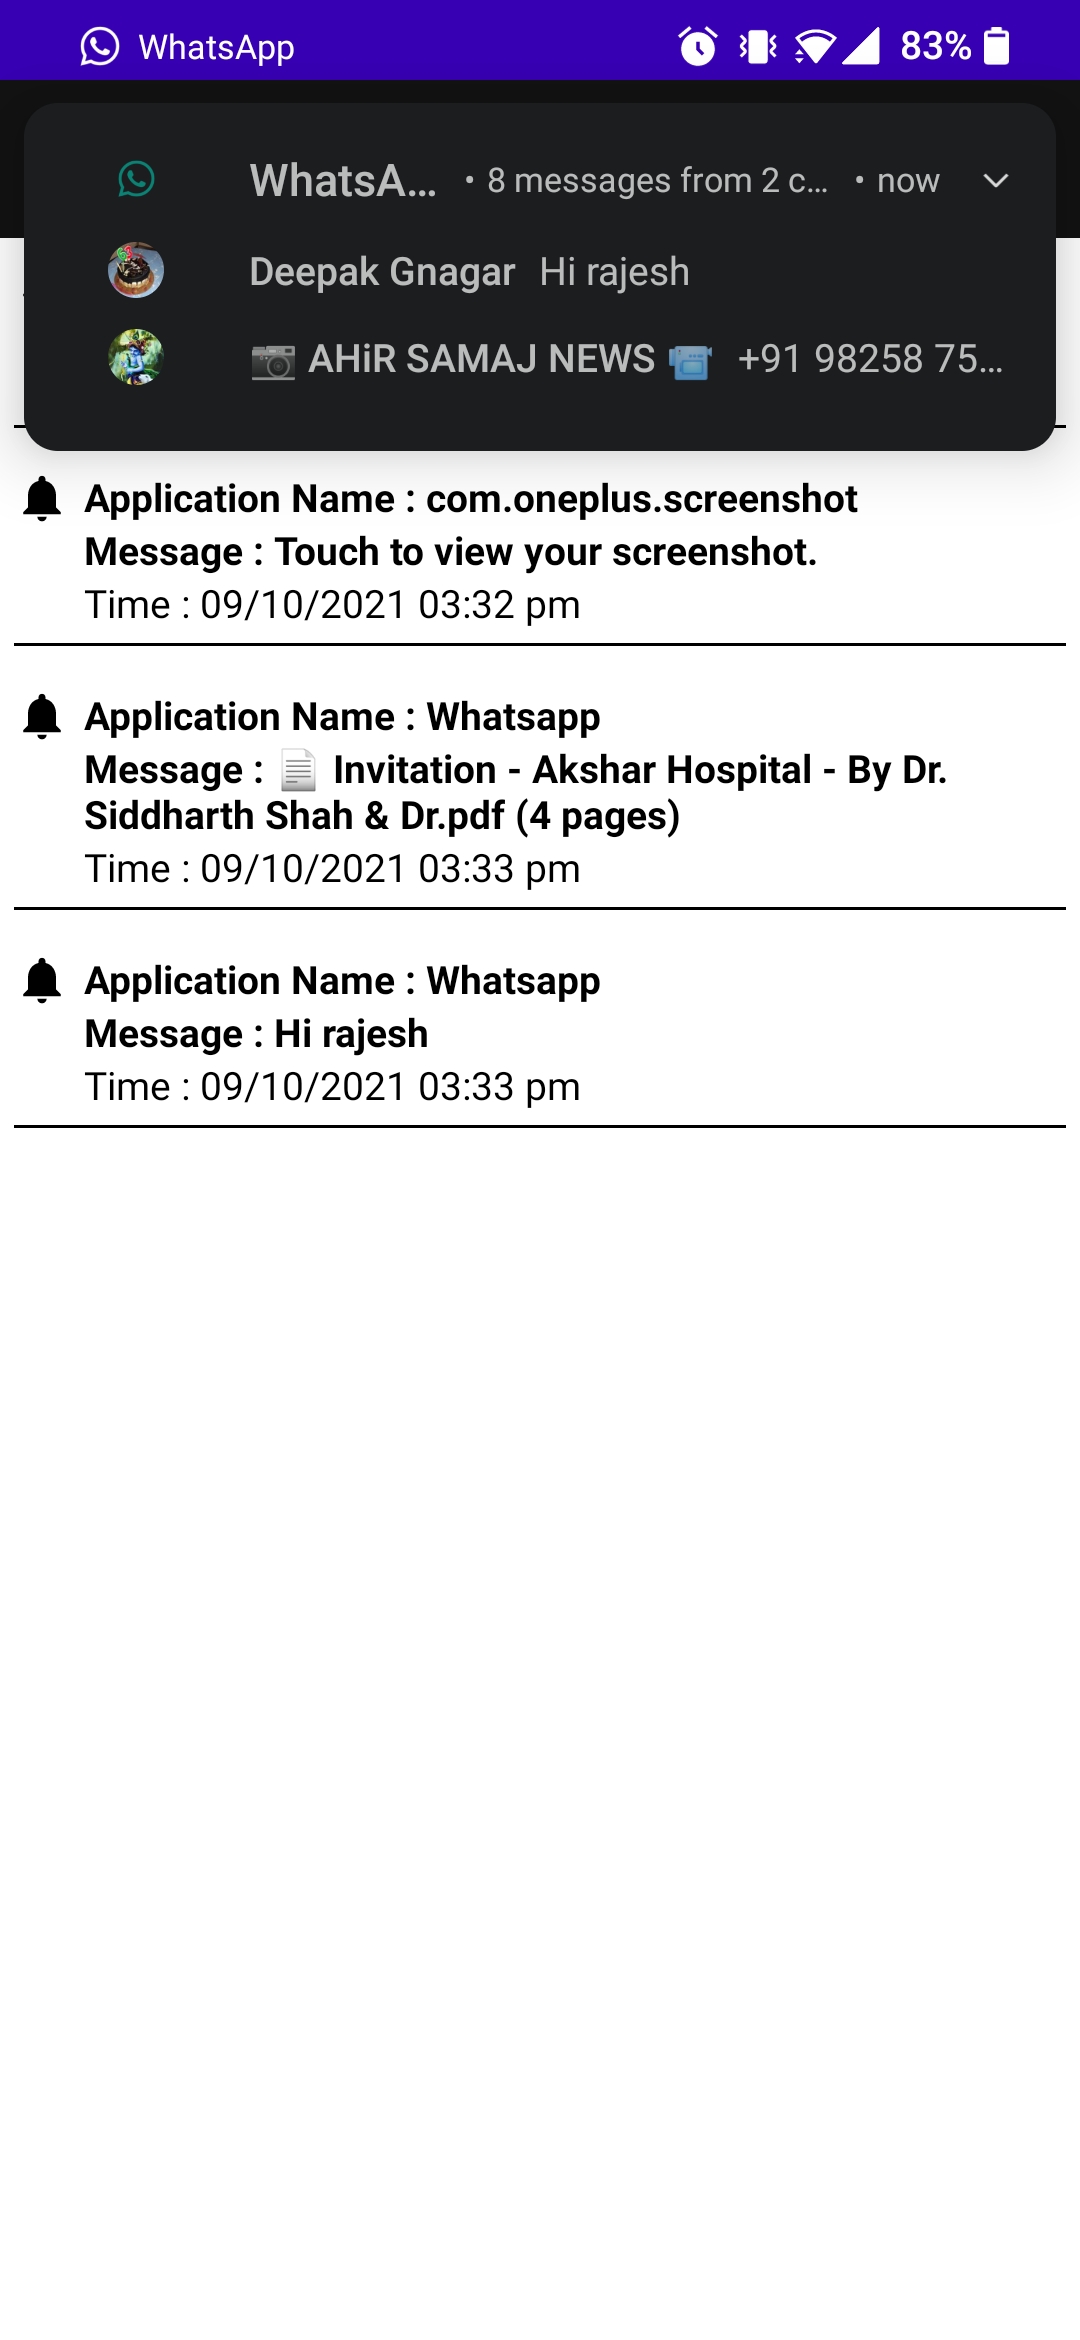 WhatsApp 83%
WhatsA... • 8 messages from 2 c... • now
Deepak Gnagar Hi rajesh
📷 AHiR SAMAJ NEWS 📹 +91 98258 75...
Application Name : com.oneplus.screenshot
Message : Touch to view your screenshot.
Time : 09/10/2021 03:32 pm
Application Name : Whatsapp
Message : 📄 Invitation - Akshar Hospital - By Dr.
Siddharth Shah & Dr.pdf (4 pages)
Time : 09/10/2021 03:33 pm
Application Name : Whatsapp
Message : Hi rajesh
Time : 09/10/2021 03:33 pm